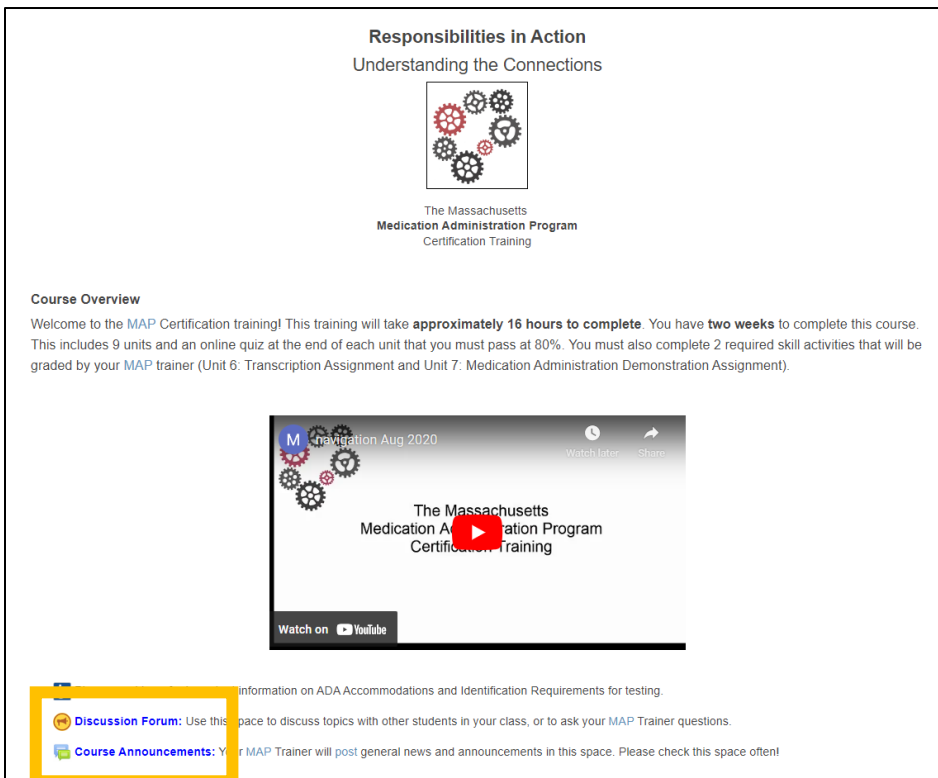 Responsibilities in Action
Understanding the Connections
The Massachusetts
Medication Administration Program
Certification Training
Course Overview
Welcome to the MAP Certification training! This training will take approximately 16 hours to complete. You have two weeks to complete this course.
This includes 9 units and an online quiz at the end of each unit that you must pass at 80%. You must also complete 2 required skill activities that will be
graded by your MAP trainer (Unit 6: Transcription Assignment and Unit 7: Medication Administration Demonstration Assignment).
M navigation Aug 2020
Watch later Share
The Massachusetts
Medication Program
Certification Training
Watch on YouTube
information on ADA Accommodations and Identification Requirements for testing.
Discussion Forum: Use this space to discuss topics with other students in your class, or to ask your MAP Trainer questions.
Course Announcements: Your MAP Trainer will post general news and announcements in this space. Please check this space often!